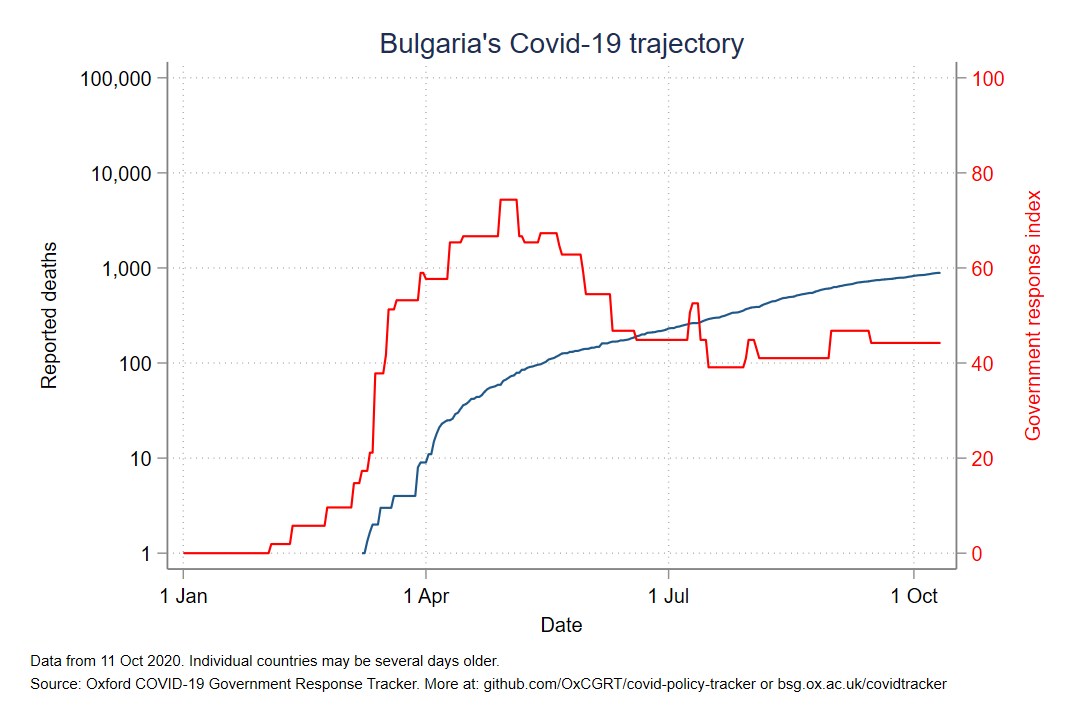 Bulgaria's Covid-19 trajectory
100,000
10,000
1,000
100
10
1
Reported deaths
100
80
60
40
20
0
Government response index
1 Jan
1 Apr
1 Jul
1 Oct
Date
Data from 11 Oct 2020. Individual countries may be several days older.
Source: Oxford COVID-19 Government Response Tracker. More at: github.com/OxCGRT/covid-policy-tracker or bsg.ox.ac.uk/covidtracker